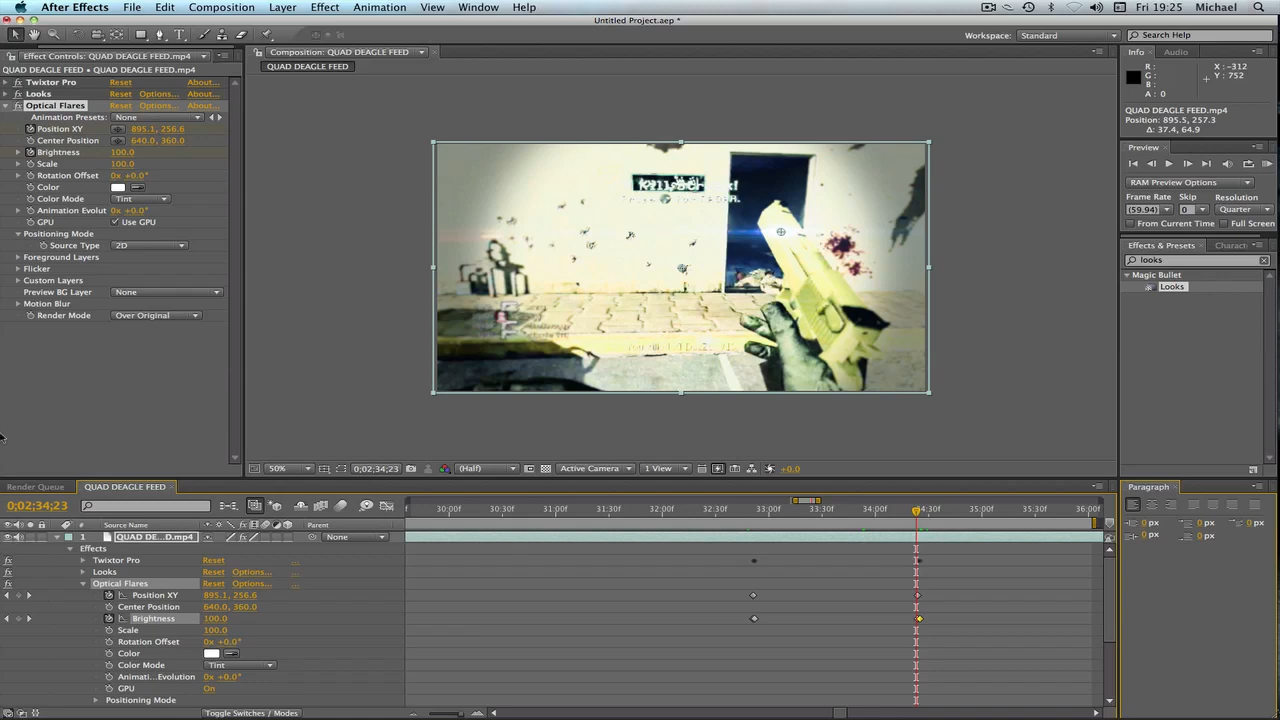 After Effects File Edit Composition Layer Effect Animation View Window Help Fri 19:25 Michael
Untitled Project.aep *
Workspace: Standard Search Help
Effect Controls: QUAD DEAGLE FEED.mp4
QUAD DEAGLE FEED • QUAD DEAGLE FEED.mp4
Twixtor Pro Reset About...
Looks Reset Options... About...
Optical Flares Reset Options... About...
Animation Presets: None
Position XY 895.1, 256.6
Center Position 640.0, 360.0
Brightness 100.0
Scale 100.0
Rotation Offset 0x +0.0°
Color
Color Mode Tint
Animation Evolut 0x +0.0°
GPU Use GPU
Positioning Mode
Source Type 2D
Foreground Layers
Flicker
Custom Layers
Preview BG Layer None
Motion Blur
Render Mode Over Original
Composition: QUAD DEAGLE FEED
QUAD DEAGLE FEED
50% 0;02;34;23 (Half) Active Camera 1 View +0.0
Info Audio
R: X: -312
G: Y: 752
B:
A: 0
QUAD DEAGLE FEED.mp4
Position: 895.5, 257.3
Δ: 37.4, 64.9
Preview
RAM Preview Options
Frame Rate Skip Resolution
(59.94) 0 Quarter
From Current Time Full Screen
Effects & Presets Charact
looks
Magic Bullet
Looks
Render Queue QUAD DEAGLE FEED
0;02;34;23
f 30:00f 30:30f 31:00f 31:30f 32:00f 32:30f 33:00f 33:30f 34:00f 34:30f 35:00f 35:30f 36:00f
# Source Name Parent
1 QUAD DE...D.mp4 None
Effects
Twixtor Pro Reset ...
Looks Reset Options... ...
Optical Flares Reset Options... ...
Position XY 895.1, 256.6
Center Position 640.0, 360.0
Brightness 100.0
Scale 100.0
Rotation Offset 0x +0.0°
Color
Color Mode Tint
Animati...Evolution 0x +0.0°
GPU On
Positioning Mode
Toggle Switches / Modes
Paragraph
0 px 0 px 0 px
0 px 0 px